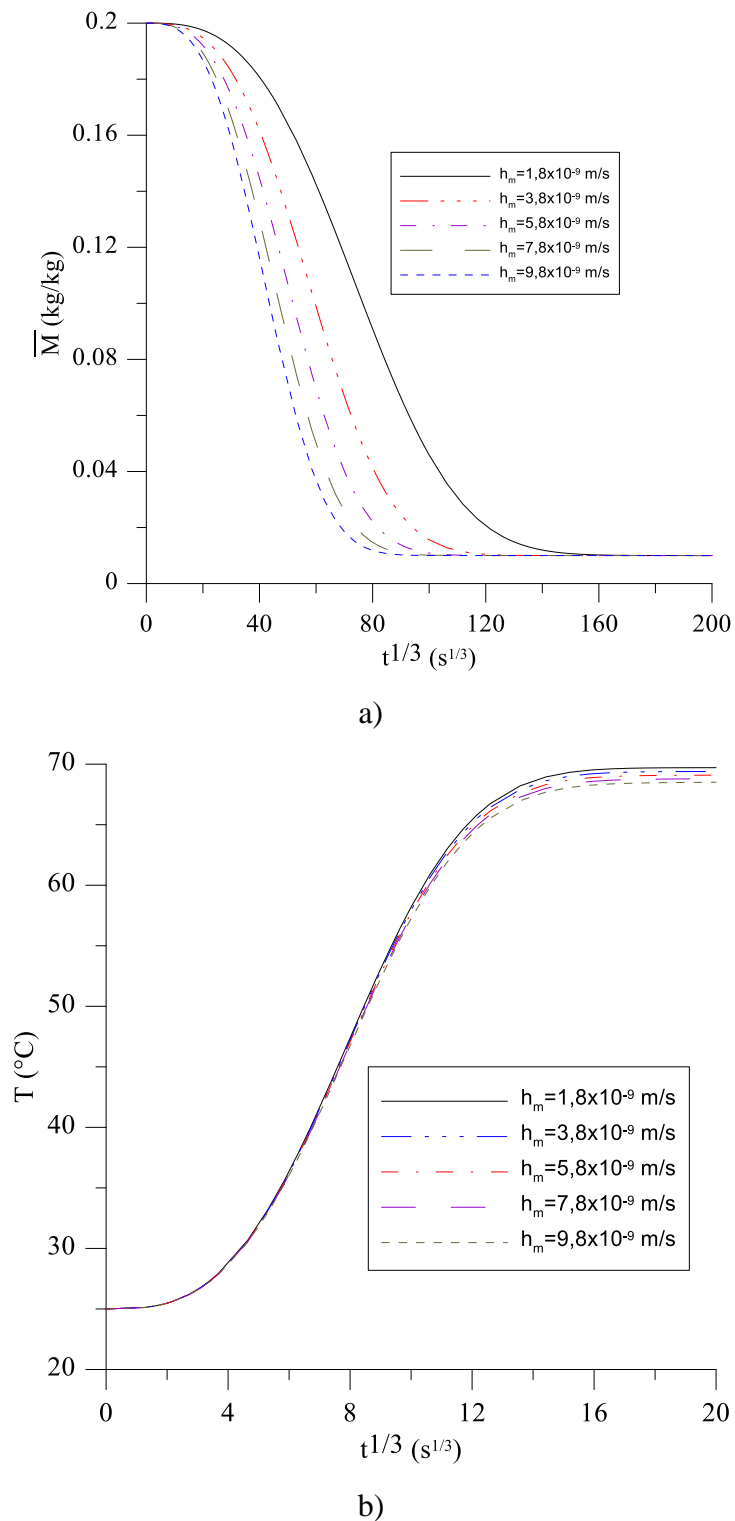 0.2
0.16
0.12
0.08
0.04
0
M (kg/kg)
h_m=1,8x10^-9 m/s
h_m=3,8x10^-9 m/s
h_m=5,8x10^-9 m/s
h_m=7,8x10^-9 m/s
h_m=9,8x10^-9 m/s
0 40 80 120 160 200
t^1/3 (s^1/3)
a)
70
60
50
40
30
20
T (°C)
h_m=1,8x10^-9 m/s
h_m=3,8x10^-9 m/s
h_m=5,8x10^-9 m/s
h_m=7,8x10^-9 m/s
h_m=9,8x10^-9 m/s
0 4 8 12 16 20
t^1/3 (s^1/3)
b)